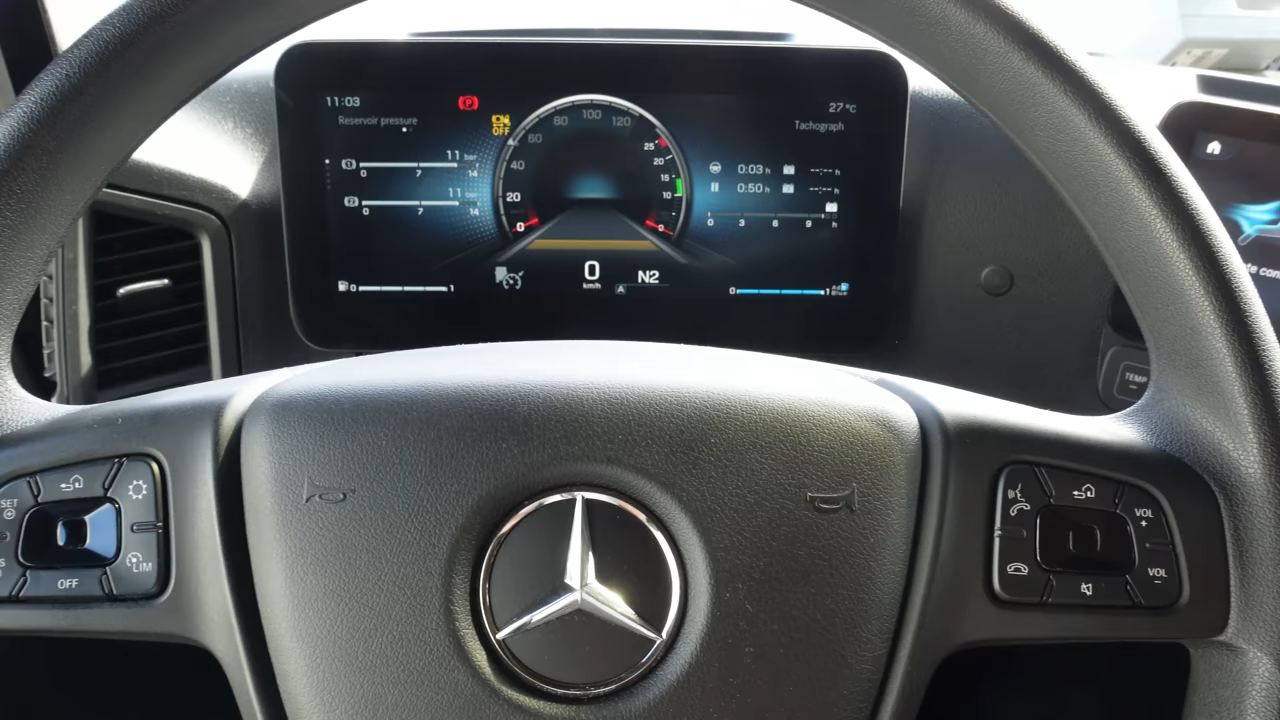 11:03
27 °C
Reservoir pressure
Tachograph
P
OFF
11 bar
1
0 7 14
11 bar
2
0 7 14
0 20 40 60 80 100 120
25
20
15
10
0
0:03 h --:-- h
0:50 h --:-- h
0 3 6 9 h
0 1
0
km/h
A
N2
0 1 AdBlue
TEMP
–
SET
OFF
LIM
VOL
+
VOL
–